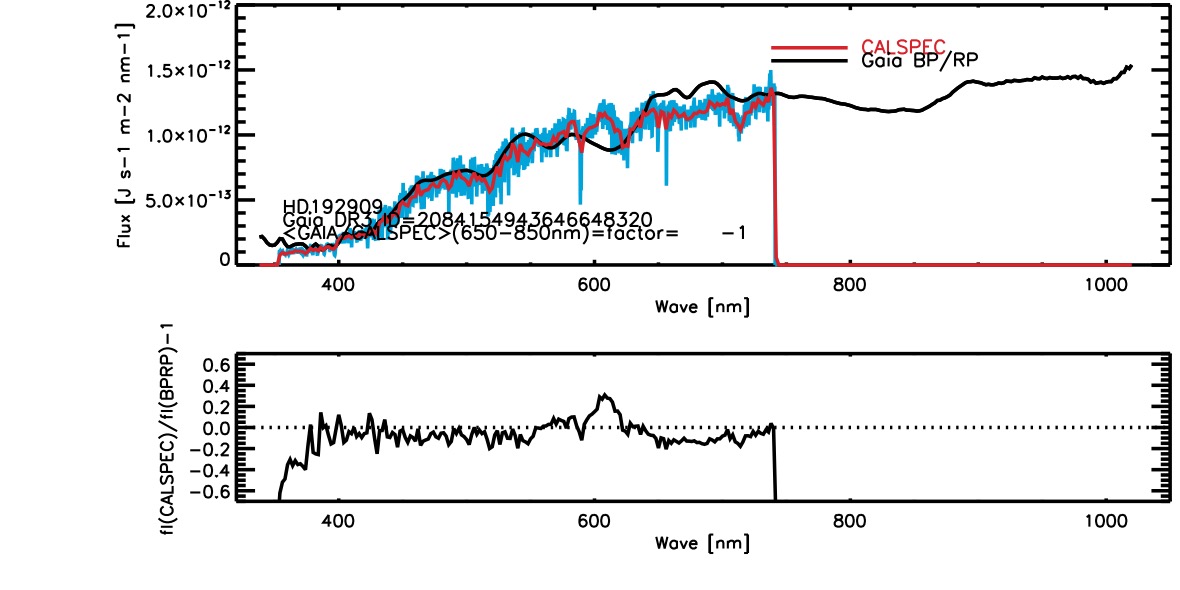 2.0×10−12
1.5×10−12
1.0×10−12
5.0×10−13
0
Flux [J s−1 m−2 nm−1]
CALSPEC
Gaia BP/RP
HD192909
Gaia DR3 ID=2084154943646648320
<GAIA/CALSPEC>(650−850nm)=factor= −1
400 600 800 1000
Wave [nm]
0.6
0.4
0.2
0.0
−0.2
−0.4
−0.6
fl(CALSPEC)/fl(BPRP)−1
400 600 800 1000
Wave [nm]